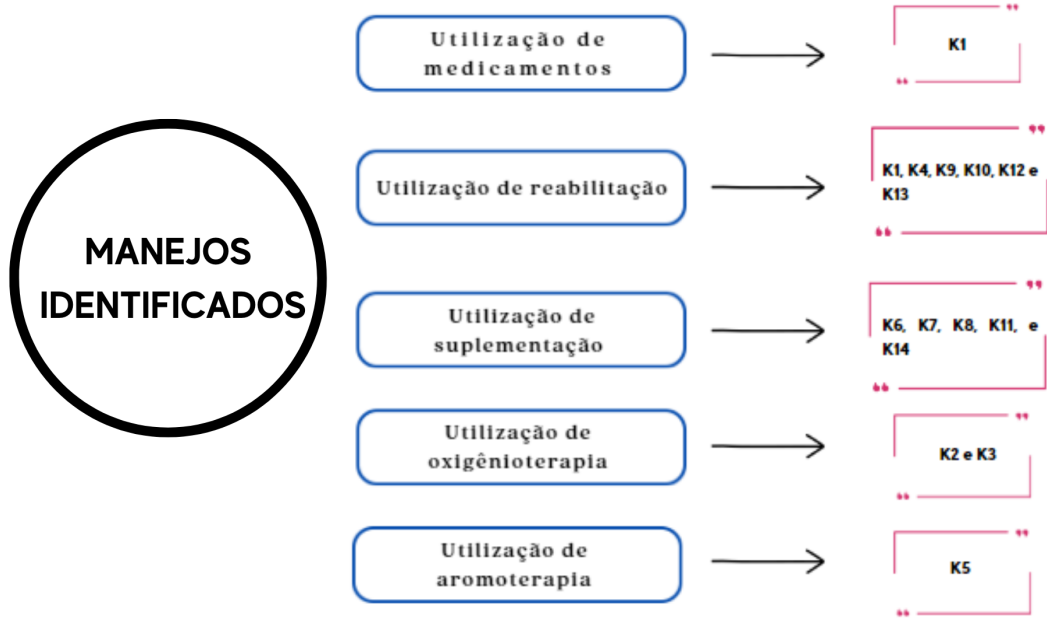 MANEJOS
IDENTIFICADOS
Utilização de
medicamentos
K1
Utilização de reabilitação
K1, K4, K9, K10, K12 e
K13
Utilização de
suplementação
K6, K7, K8, K11, e
K14
Utilização de
oxigênioterapia
K2 e K3
Utilização de
aromoterapia
K5